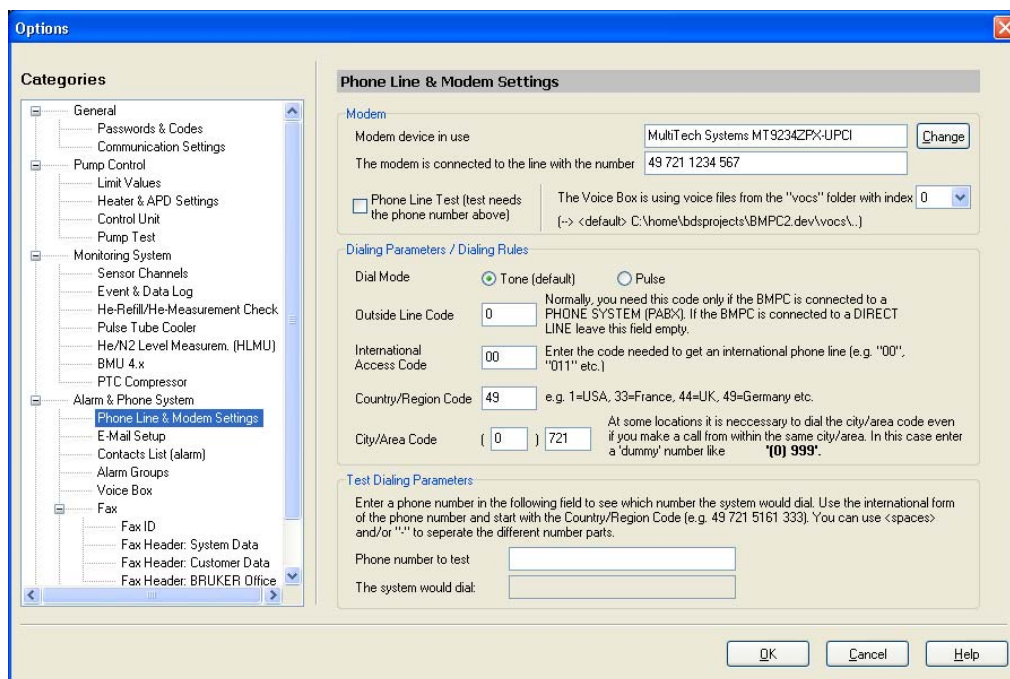 Options
Categories
General
Passwords & Codes
Communication Settings
Pump Control
Limit Values
Heater & APD Settings
Control Unit
Pump Test
Monitoring System
Sensor Channels
Event & Data Log
He-Refill/He-Measurement Check
Pulse Tube Cooler
He/N2 Level Measurem. (HLMU)
BMU 4.x
PTC Compressor
Alarm & Phone System
Phone Line & Modem Settings
E-Mail Setup
Contacts List (alarm)
Alarm Groups
Voice Box
Fax
Fax ID
Fax Header: System Data
Fax Header: Customer Data
Fax Header: BRUKER Office
Phone Line & Modem Settings
Modem
Modem device in use
MultiTech Systems MT9234ZPX-UPCI
Change
The modem is connected to the line with the number
49 721 1234 567
Phone Line Test (test needs
the phone number above)
The Voice Box is using voice files from the "vocs" folder with index
0
(--> <default> C:\home\bdsprojects\BMPC2.dev\vocs\..)
Dialing Parameters / Dialing Rules
Dial Mode
Tone (default)
Pulse
Outside Line Code
0
Normally, you need this code only if the BMPC is connected to a
PHONE SYSTEM (PABX). If the BMPC is connected to a DIRECT
LINE leave this field empty.
International
Access Code
00
Enter the code needed to get an international phone line (e.g. "00",
"011" etc.)
Country/Region Code
49
e.g. 1=USA, 33=France, 44=UK, 49=Germany etc.
City/Area Code
( 0 ) 721
At some locations it is neccessary to dial the city/area code even
if you make a call from within the same city/area. In this case enter
a 'dummy' number like '(0) 999'.
Test Dialing Parameters
Enter a phone number in the following field to see which number the system would dial. Use the international form
of the phone number and start with the Country/Region Code (e.g. 49 721 5161 333). You can use <spaces>
and/or "-" to seperate the different number parts.
Phone number to test
The system would dial:
OK
Cancel
Help